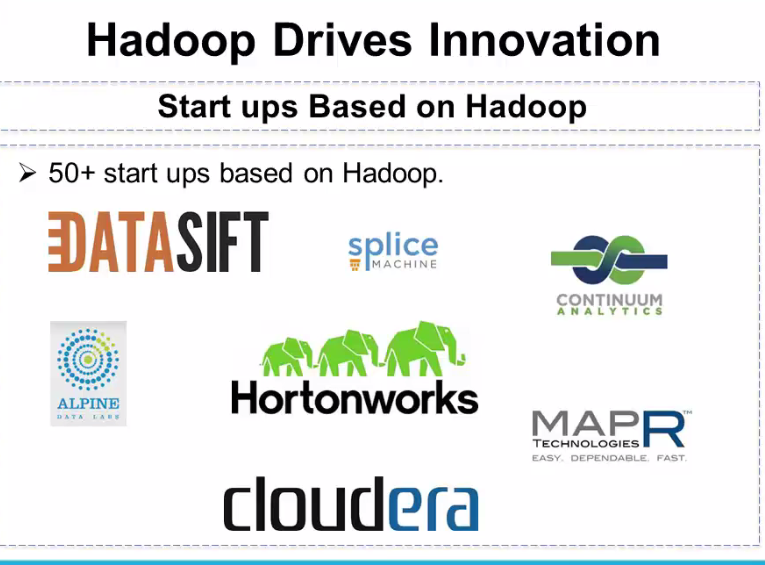 Hadoop Drives Innovation
Start ups Based on Hadoop
➢ 50+ start ups based on Hadoop.
DATASIFT
splice
MACHINE
CONTINUUM
ANALYTICS
ALPINE
DATA LABS
Hortonworks
MAPR™
TECHNOLOGIES
EASY. DEPENDABLE. FAST.
cloudera